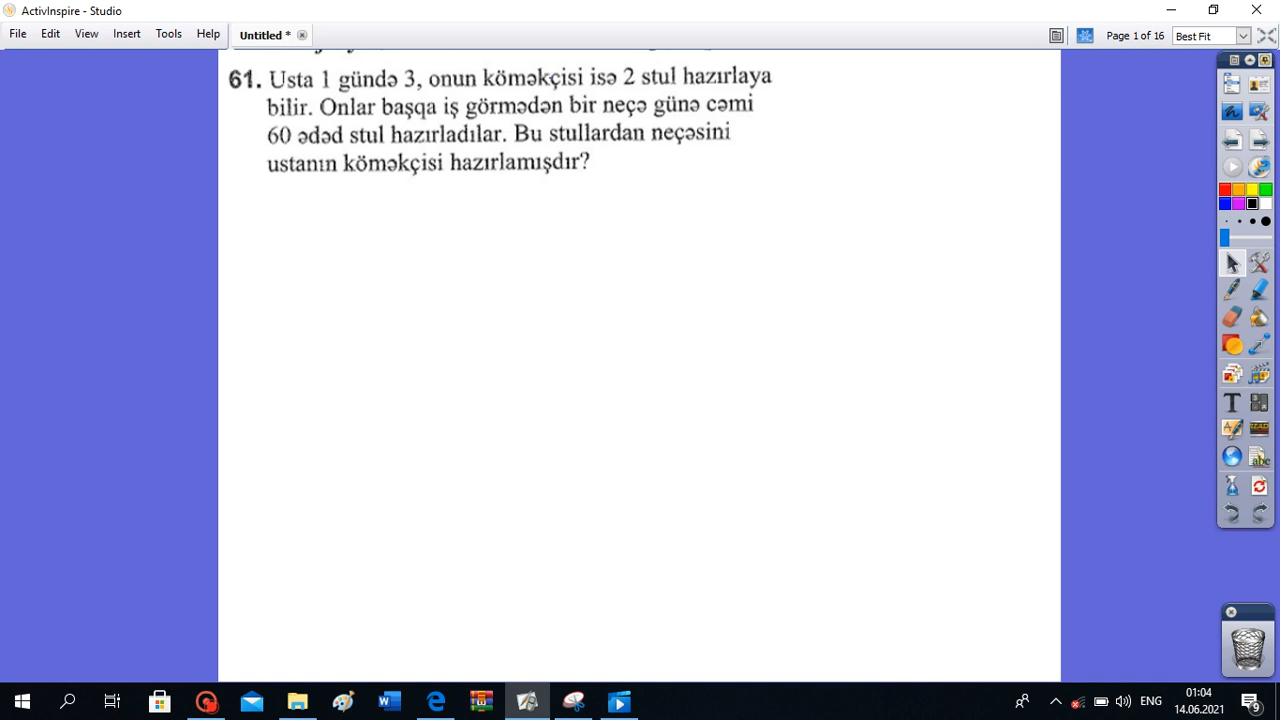 ActivInspire - Studio
File Edit View Insert Tools Help Untitled * Page 1 of 16 Best Fit
61. Usta 1 gündə 3, onun köməkçisi isə 2 stul hazırlaya
bilir. Onlar başqa iş görmədən bir neçə günə cəmi
60 ədəd stul hazırladılar. Bu stullardan neçəsini
ustanın köməkçisi hazırlamışdır?
ENG
01:04
14.06.2021